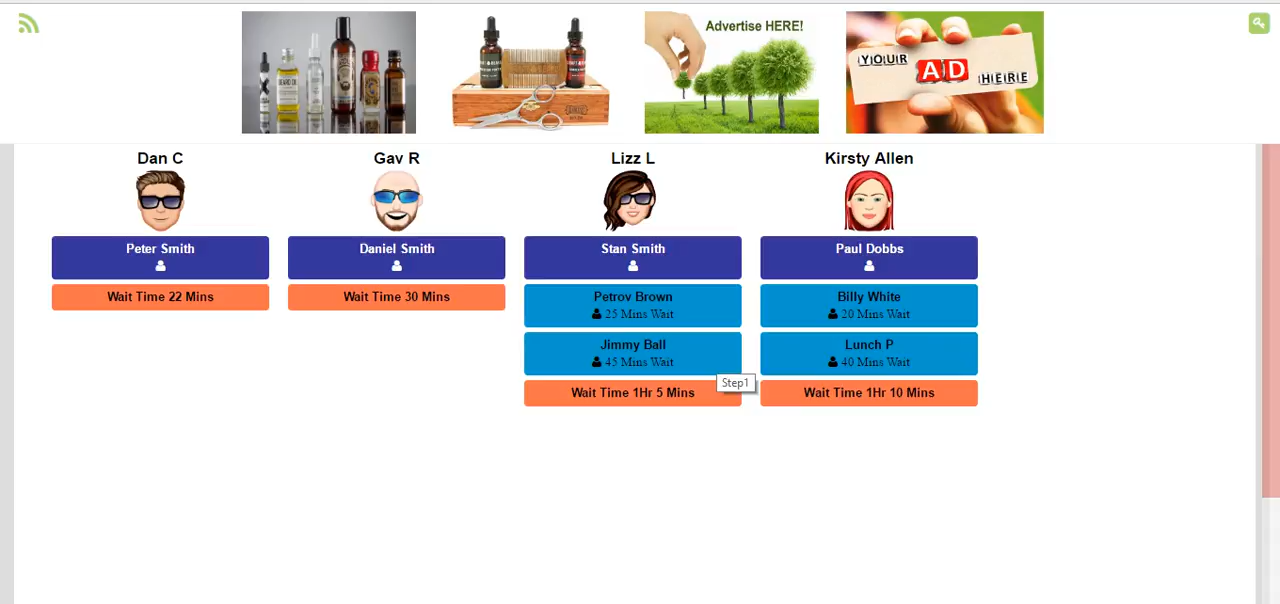 Advertise HERE!
YOUR AD HERE
Dan C
Gav R
Lizz L
Kirsty Allen
Peter Smith
Daniel Smith
Stan Smith
Paul Dobbs
Wait Time 22 Mins
Wait Time 30 Mins
Petrov Brown
25 Mins Wait
Billy White
20 Mins Wait
Jimmy Ball
45 Mins Wait
Lunch P
40 Mins Wait
Step1
Wait Time 1Hr 5 Mins
Wait Time 1Hr 10 Mins